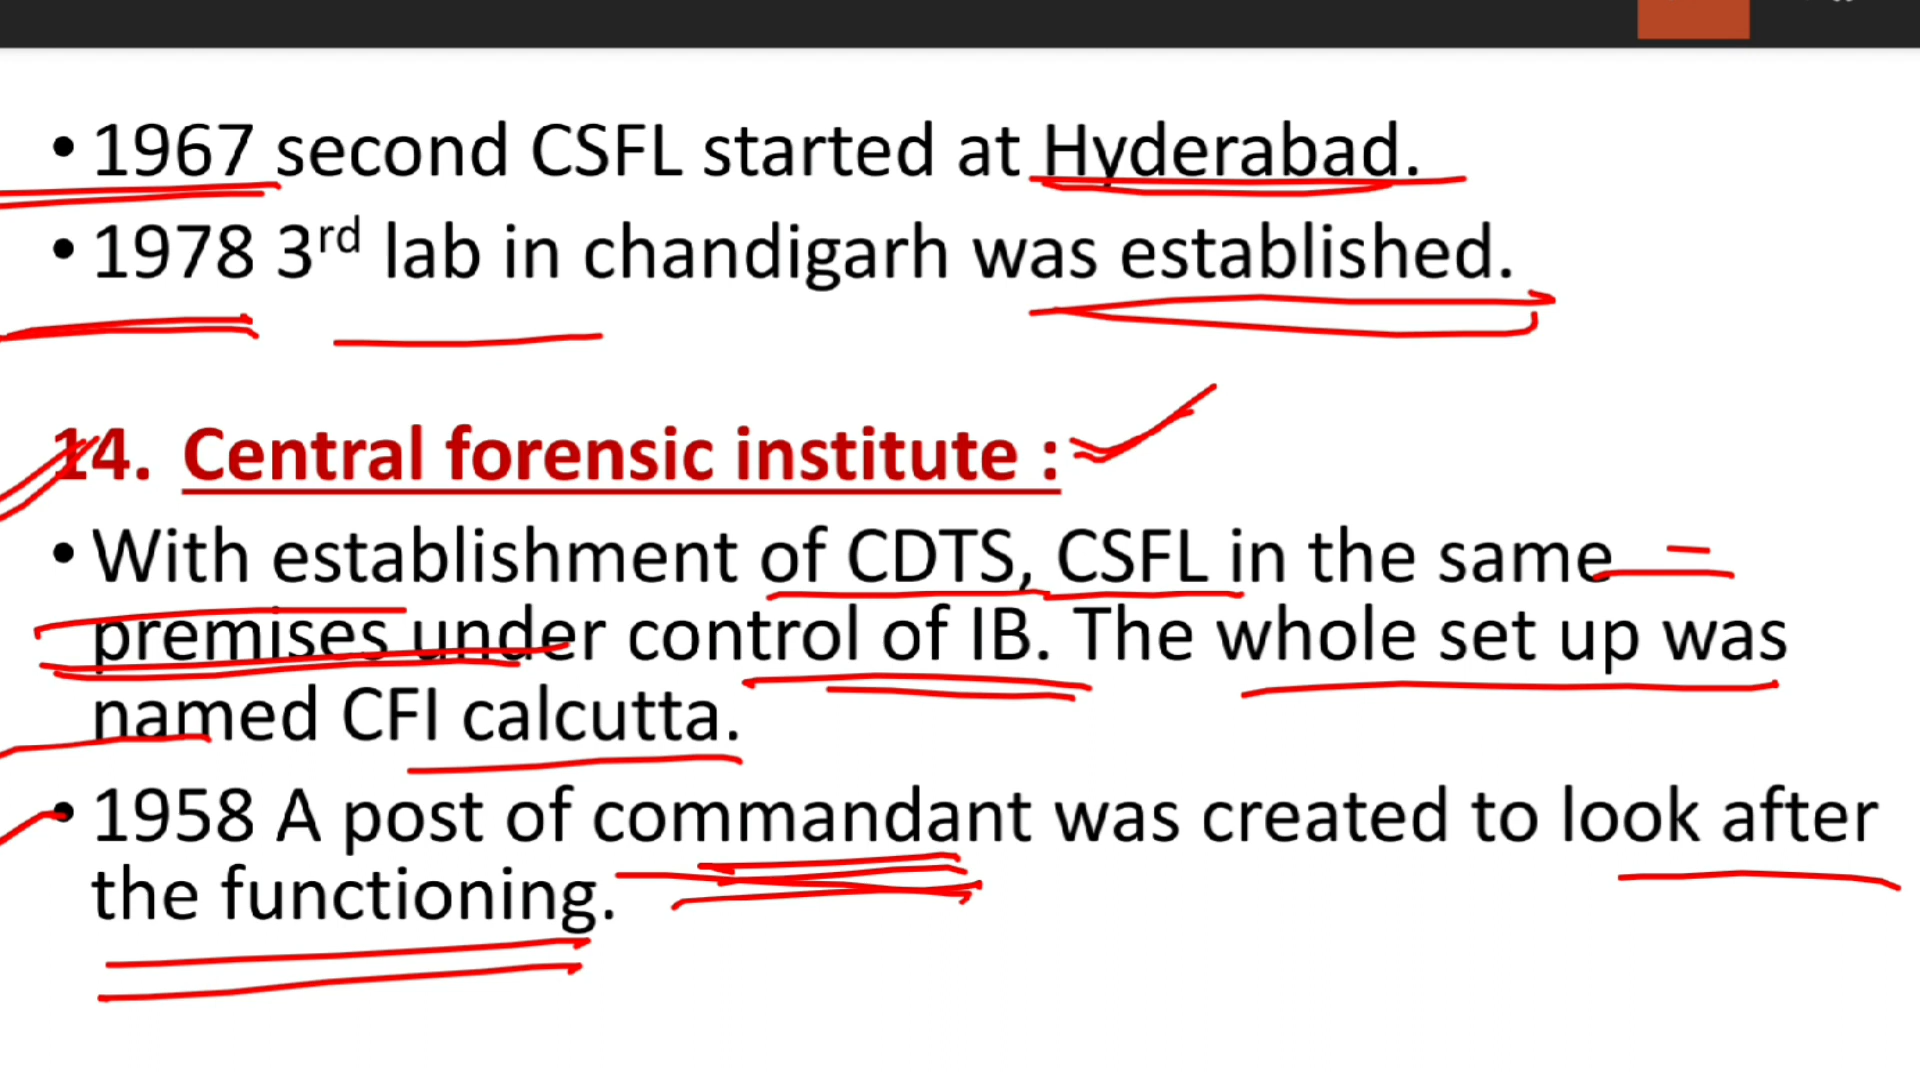 • 1967 second CSFL started at Hyderabad.
• 1978 3rd lab in chandigarh was established.
14. Central forensic institute :
• With establishment of CDTS, CSFL in the same
premises under control of IB. The whole set up was
named CFI calcutta.
• 1958 A post of commandant was created to look after
the functioning.